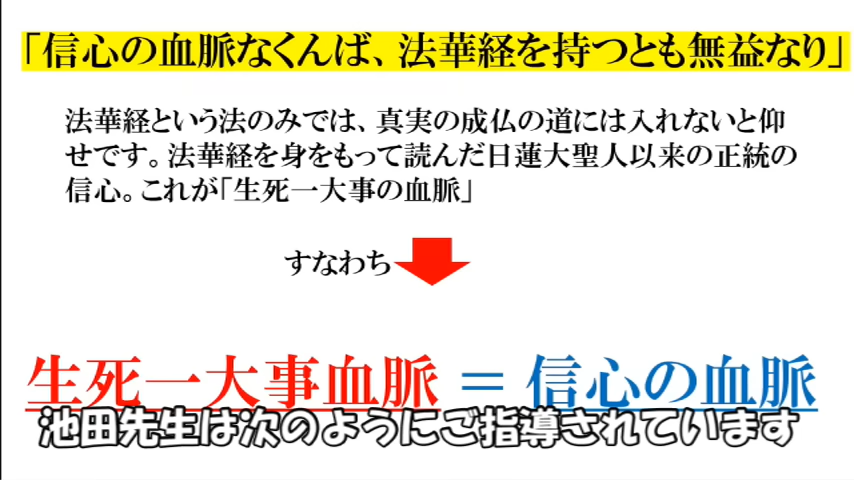 「信心の血脈なくんば、法華経を持つとも無益なり」
法華経という法のみでは、真実の成仏の道には入れないと仰
せです。法華経を身をもって読んだ日蓮大聖人以来の正統の
信心。これが「生死一大事の血脈」
すなわち
生死一大事血脈 ＝ 信心の血脈
池田先生は次のようにご指導されています